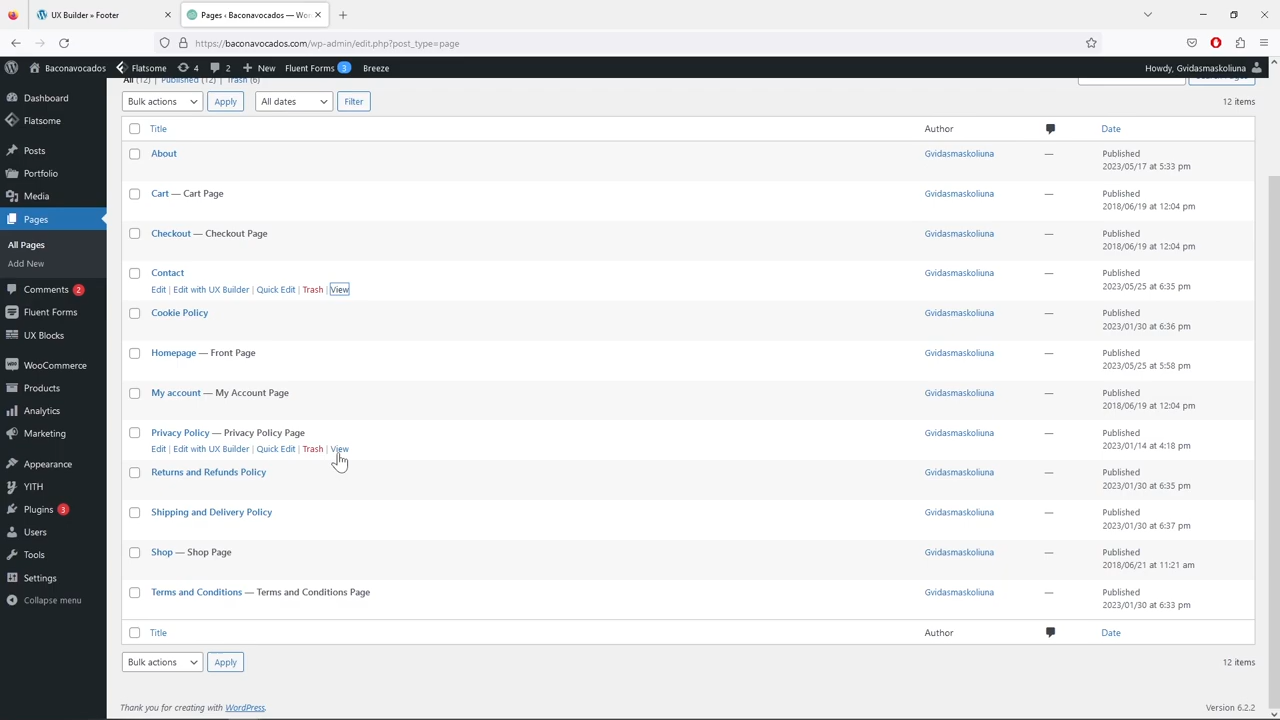 UX Builder » Footer
Pages ‹ Baconavocados — Wor
https://baconavocados.com/wp-admin/edit.php?post_type=page
Baconavocados
Flatsome
4
2
New
Fluent Forms 3
Breeze
Howdy, Gvidasmaskoliuna
Dashboard
Flatsome
Posts
Portfolio
Media
Pages
All Pages
Add New
Comments 2
Fluent Forms
UX Blocks
WooCommerce
Products
Analytics
Marketing
Appearance
YITH
Plugins 3
Users
Tools
Settings
Collapse menu
All (12) | Published (12) | Trash (6)
Bulk actions Apply All dates Filter
12 items
Title Author Date
About Gvidasmaskoliuna — Published
2023/05/17 at 5:33 pm
Cart — Cart Page Gvidasmaskoliuna — Published
2018/06/19 at 12:04 pm
Checkout — Checkout Page Gvidasmaskoliuna — Published
2018/06/19 at 12:04 pm
Contact Gvidasmaskoliuna — Published
Edit | Edit with UX Builder | Quick Edit | Trash | View 2023/05/25 at 6:35 pm
Cookie Policy Gvidasmaskoliuna — Published
2023/01/30 at 6:36 pm
Homepage — Front Page Gvidasmaskoliuna — Published
2023/05/25 at 5:58 pm
My account — My Account Page Gvidasmaskoliuna — Published
2018/06/19 at 12:04 pm
Privacy Policy — Privacy Policy Page Gvidasmaskoliuna — Published
Edit | Edit with UX Builder | Quick Edit | Trash | View 2023/01/14 at 4:18 pm
Returns and Refunds Policy Gvidasmaskoliuna — Published
2023/01/30 at 6:35 pm
Shipping and Delivery Policy Gvidasmaskoliuna — Published
2023/01/30 at 6:37 pm
Shop — Shop Page Gvidasmaskoliuna — Published
2018/06/21 at 11:21 am
Terms and Conditions — Terms and Conditions Page Gvidasmaskoliuna — Published
2023/01/30 at 6:33 pm
Title Author Date
Bulk actions Apply
12 items
Thank you for creating with WordPress.
Version 6.2.2